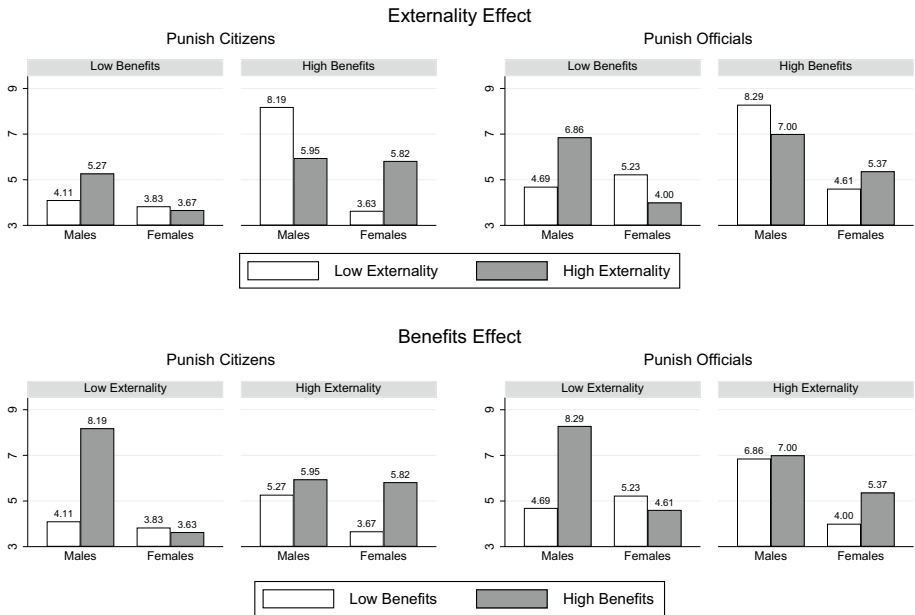 Externality Effect
Punish Citizens
Punish Officials
Low Benefits
High Benefits
Low Benefits
High Benefits
9
7
5
3
4.11
5.27
3.83
3.67
8.19
5.95
3.63
5.82
9
7
5
3
4.69
6.86
5.23
4.00
8.29
7.00
4.61
5.37
Males
Females
Males
Females
Males
Females
Males
Females
Low Externality
High Externality
Benefits Effect
Punish Citizens
Punish Officials
Low Externality
High Externality
Low Externality
High Externality
9
7
5
3
4.11
8.19
3.83
3.63
5.27
5.95
3.67
5.82
9
7
5
3
4.69
8.29
5.23
4.61
6.86
7.00
4.00
5.37
Males
Females
Males
Females
Males
Females
Males
Females
Low Benefits
High Benefits